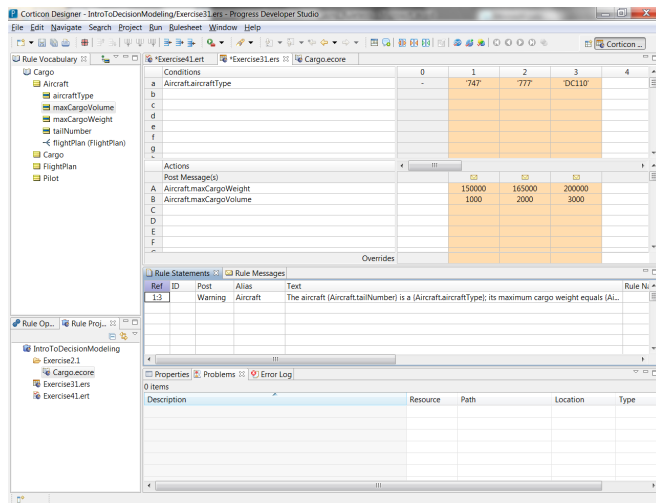 Corticon Designer - IntroToDecisionModeling/Exercise31.ers - Progress Developer Studio
File Edit Navigate Search Project Run Rulesheet Window Help
Corticon ...
Rule Vocabulary
*Exercise41.ert *Exercise31.ers Cargo.ecore
Cargo
Aircraft
aircraftType
maxCargoVolume
maxCargoWeight
tailNumber
flightPlan (FlightPlan)
Cargo
FlightPlan
Pilot
Conditions 0 1 2 3 4
a Aircraft.aircraftType - '747' '777' 'DC110'
b
c
d
e
f
g
Actions
Post Message(s)
A Aircraft.maxCargoWeight 150000 165000 200000
B Aircraft.maxCargoVolume 1000 2000 3000
C
D
E
F
Overrides
Rule Statements Rule Messages
Ref ID Post Alias Text Rule Na
1:3 Warning Aircraft The aircraft {Aircraft.tailNumber} is a {Aircraft.aircraftType}; its maximum cargo weight equals {Ai...
Rule Op... Rule Proj...
IntroToDecisionModeling
Exercise2.1
Cargo.ecore
Exercise31.ers
Exercise41.ert
Properties Problems Error Log
0 items
Description Resource Path Location Type